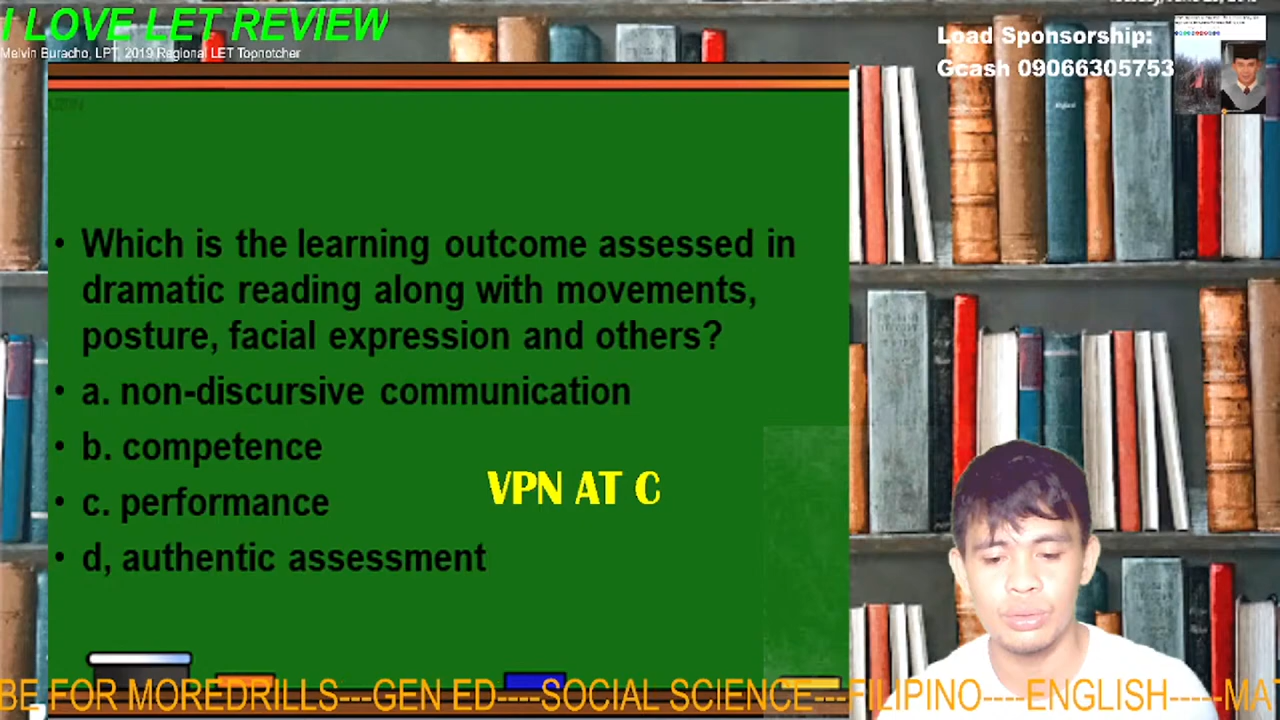 I LOVE LET REVIEW
Melvin Buracho, LPT, 2019 Regional LET Topnotcher
Load Sponsorship:
Gcash 09066305753
• Which is the learning outcome assessed in
dramatic reading along with movements,
posture, facial expression and others?
• a. non-discursive communication
• b. competence
• c. performance
• d, authentic assessment
VPN AT C
BE FOR MOREDRILLS---GEN ED----SOCIAL SCIENCE---FILIPINO----ENGLISH-----MAT